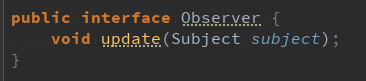 public interface Observer {
    void update(Subject subject);
}